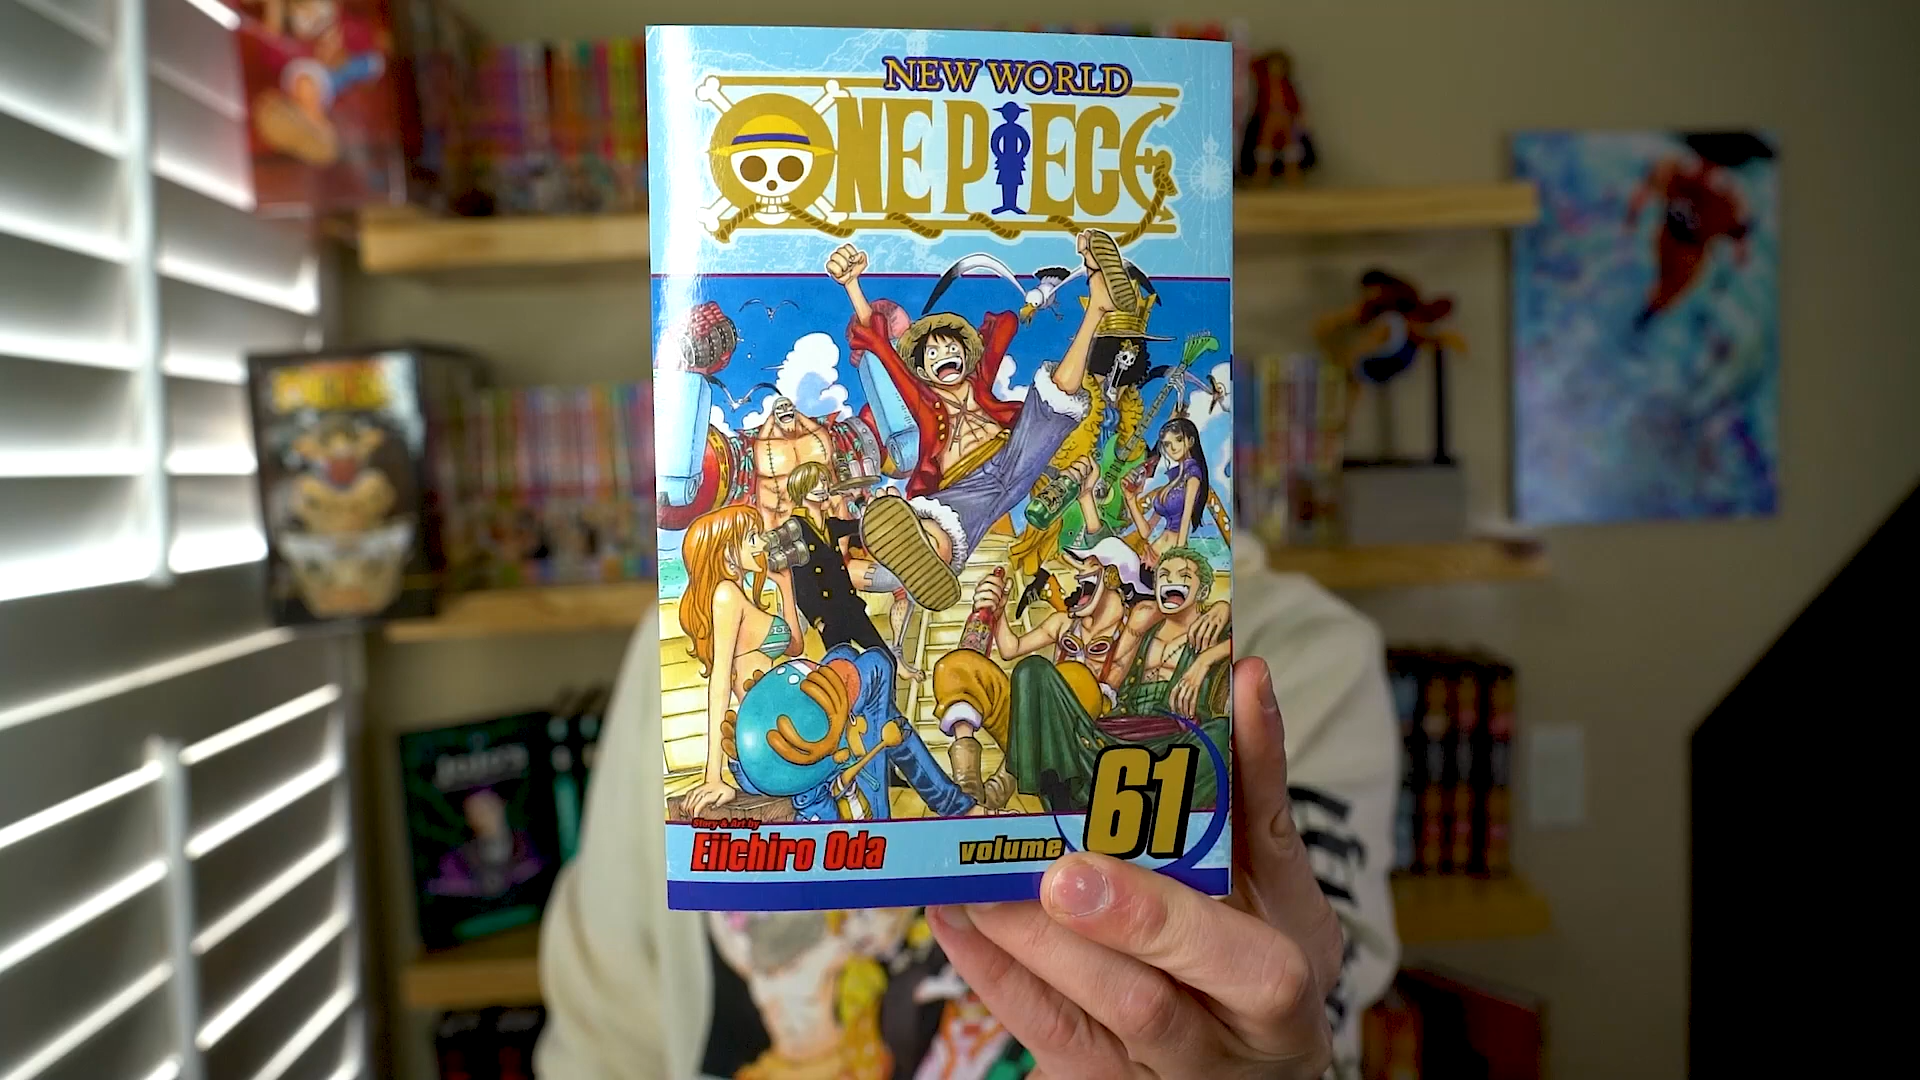 NEW WORLD
ONE PIECE
Story & Art by
Eiichiro Oda
volume 61